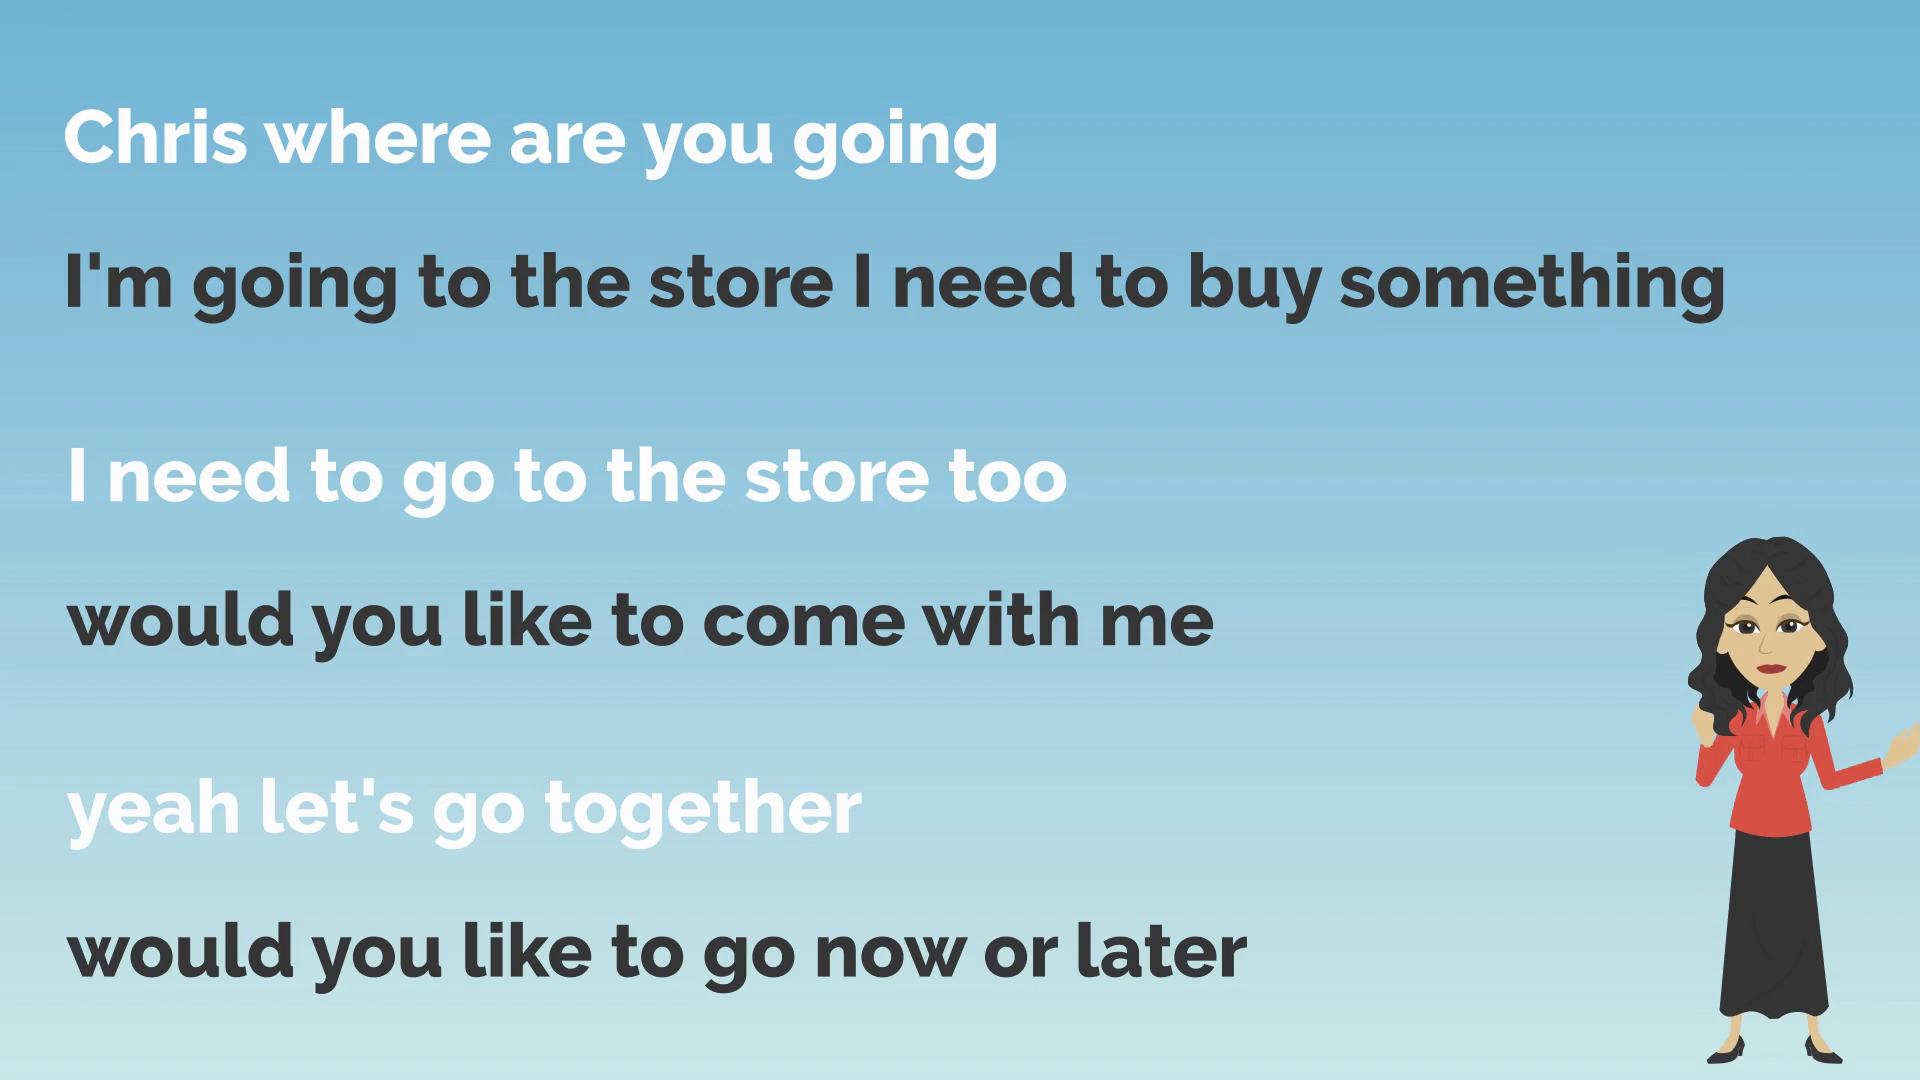 Chris where are you going
I'm going to the store I need to buy something
I need to go to the store too
would you like to come with me
yeah let's go together
would you like to go now or later